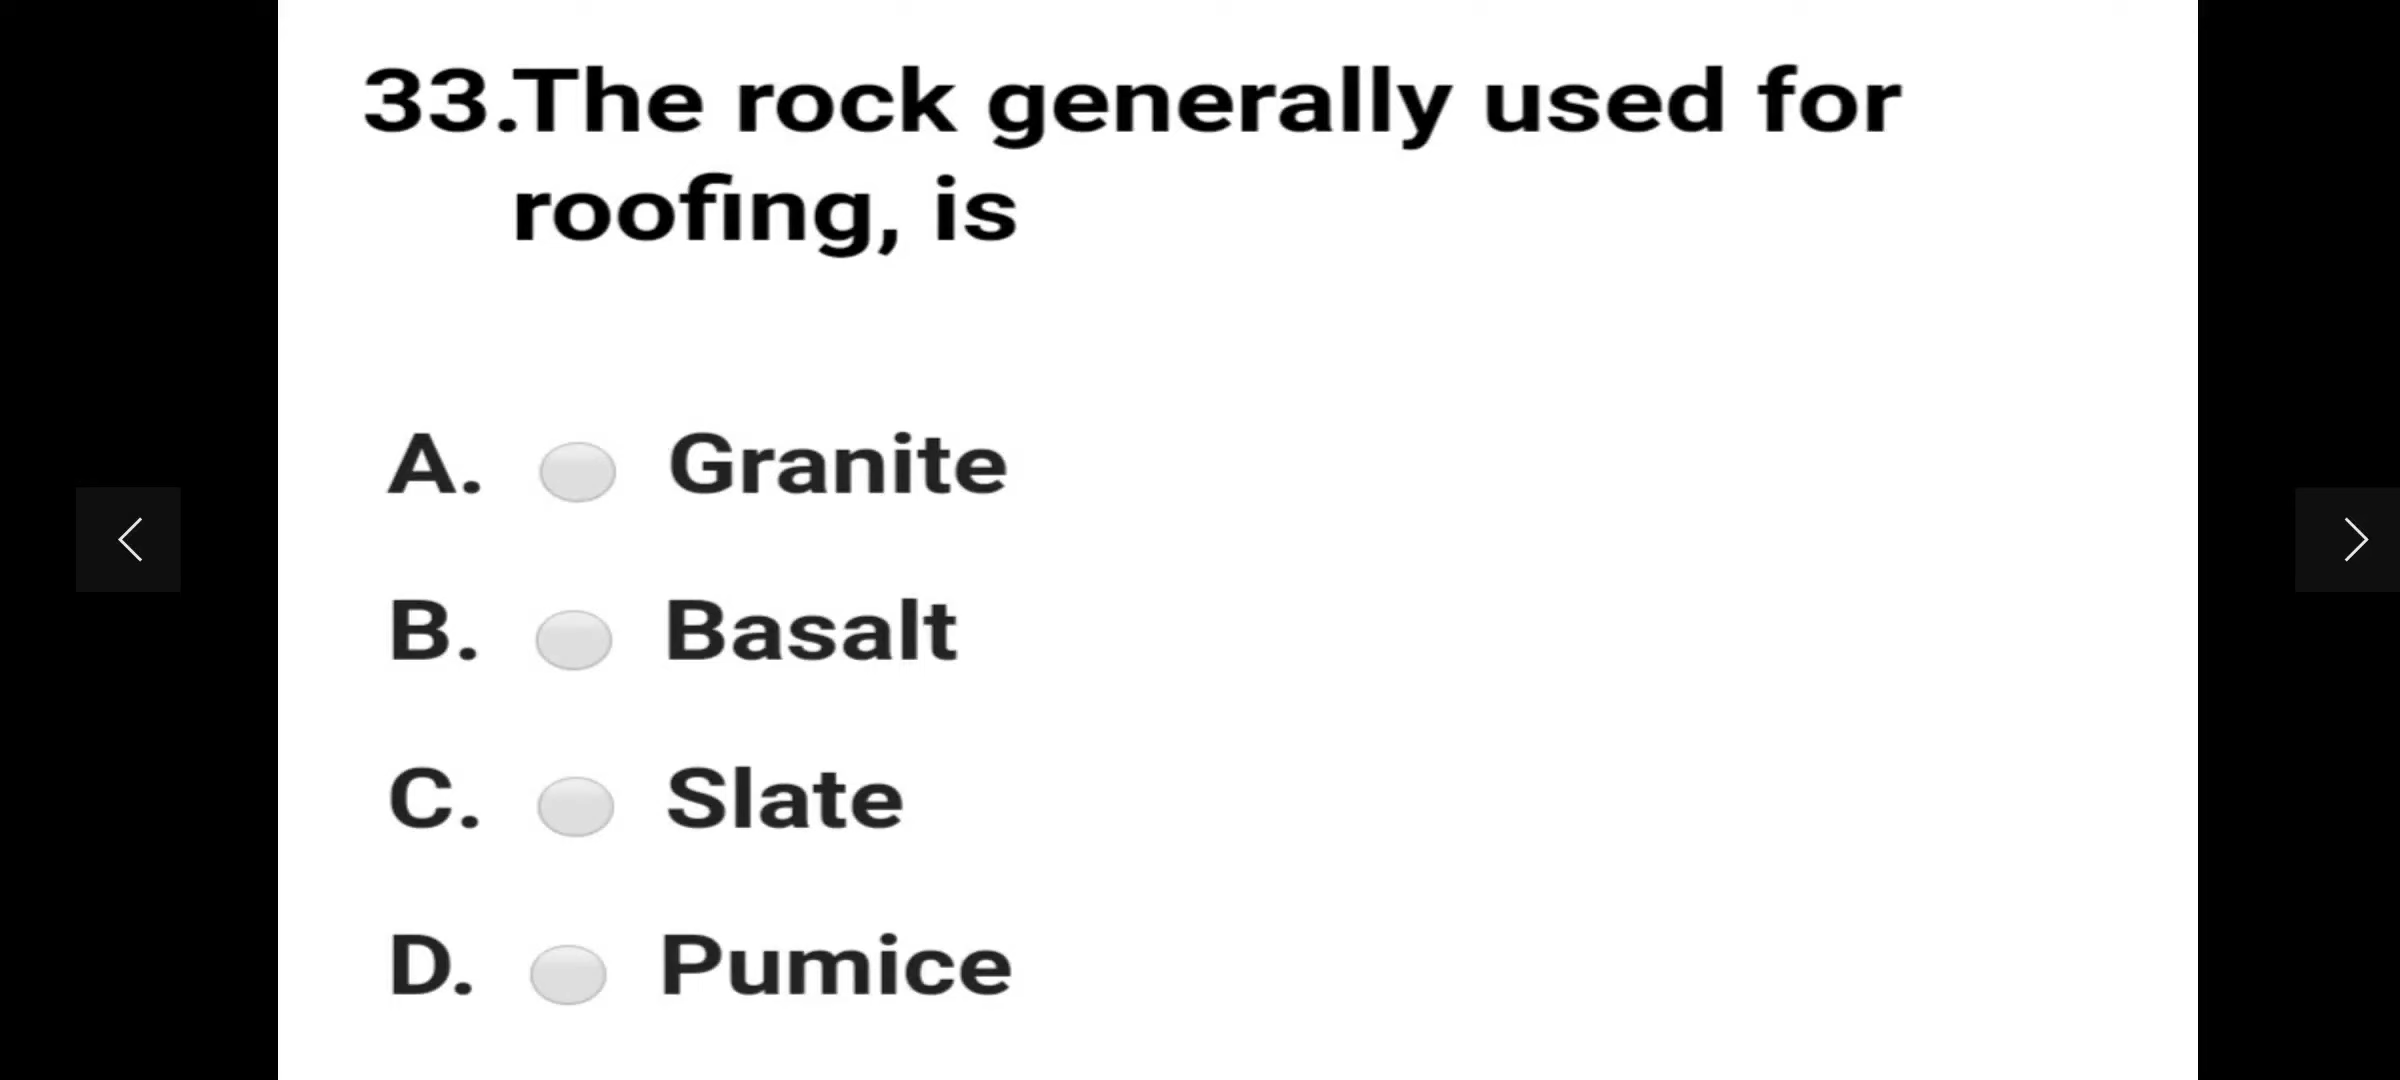 33.The rock generally used for
roofing, is
A. Granite
B. Basalt
C. Slate
D. Pumice